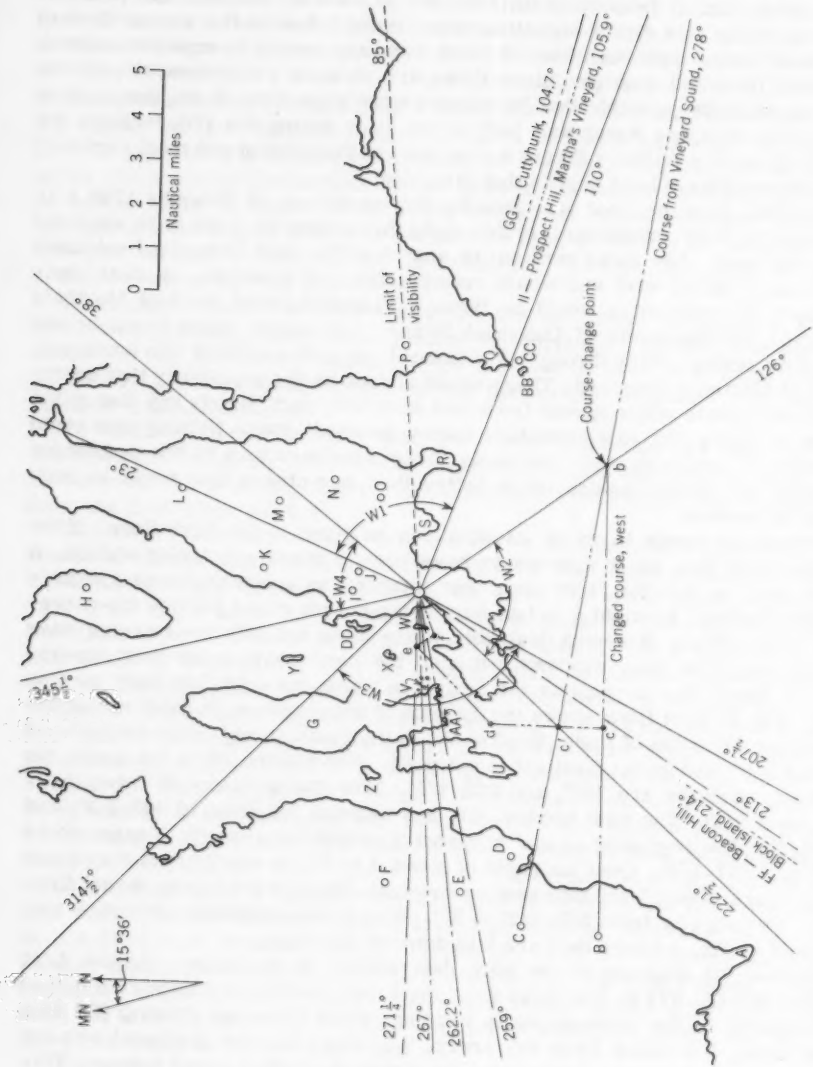 MN
N
15°36'
314½°
345½°
23°
38°
0 1 2 3 4 5
Nautical miles
85°
Limit of
visibility
H
L
K
M
N
O
P
Q
R
S
W1
W4
I
J
DD
Y
G
X
W3
W
V
e
f
Z
AA
U
T
W2
BB
CC
F
E
D
C
B
A
d
c'
c
b
271½°
267°
262.2°
259°
222½°
FF — Beacon Hill,
Block Island, 214°
213°
207½°
GG — Cuttyhunk, 104.7°
II — Prospect Hill, Martha's Vineyard, 105.9°
110°
Course from Vineyard Sound, 278°
Course-change point
Changed course, west
126°